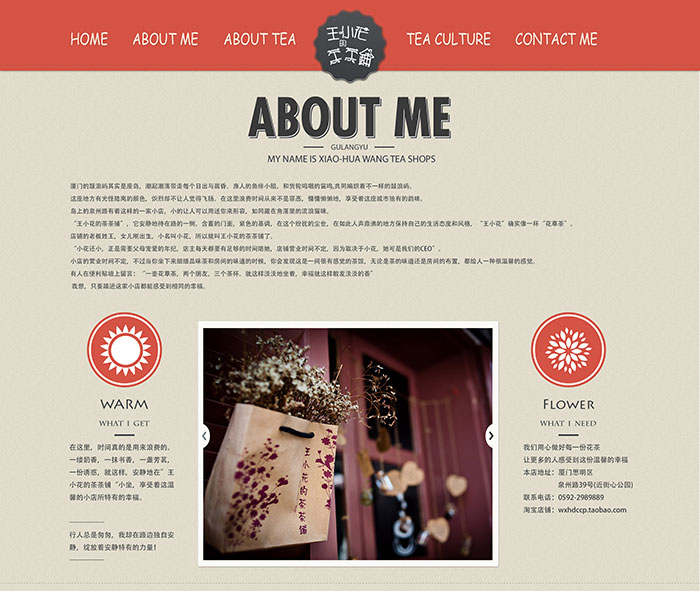 HOME
ABOUT ME
ABOUT TEA
王小花
的
茶茶鋪
TEA CULTURE
CONTACT ME
ABOUT ME
GULANGYU
MY NAME IS XIAO-HUA WANG TEA SHOPS
厦门的鼓浪屿其实是座岛，潮起潮落带走每个日出与晨昏，渔人的鱼排小船，和货轮呜咽的笛鸣,共同编织着不一样的鼓浪屿。
这座地方有光怪陆离的颜色，炽烈却不让人觉得飞扬，在这里浪费时间从来不是罪恶，慵慵懒懒地，享受着这座城市独有的韵味。
岛上的泉州路有着这样的一家小店，小的让人可以用迷你来形容，如同藏在角落里的流浪猫咪。
“王小花的茶茶铺”，它安静地待在路的一侧，含蓄的门面，紫色的基调，在这个纷扰的尘世，在如此人声鼎沸的地方保持自己的生活态度和风格，“王小花”确实像一杯“花草茶”。
店铺的老板姓王，女儿刚出生，小名叫小花，所以就叫王小花的茶茶铺了。
“小花还小，正是需要父母宠爱的年纪，店主每天都要有足够的时间陪她，店铺营业时间不定，因为取决于小花，她可是我们的CEO”。
小店的营业时间不定，不过当你坐下来细细品味茶和房间的味道的时候，你会发现这是一间很有感觉的茶馆，无论是茶的味道还是房间的布置，都给人一种很温馨的感觉。
有人在便利贴墙上留言：“一壶花草茶，两个朋友，三个茶杯，就这样淡淡地坐着，幸福就这样散发淡淡的香”
我想，只要踏进这家小店都能感受到相同的幸福。
WARM
WHAT I GET
在这里，时间真的是用来浪费的。
一缕韵香，一抹书香，一盏芳茗，
一份诱惑，就这样，安静地在“王
小花的茶茶铺“小坐，享受着这温
馨的小店所特有的幸福。
行人总是匆匆，我却在路边独自安
静，绽放着安静特有的力量！
王小花的茶茶铺
FLOWER
WHAT I NEED
我们用心做好每一份花茶
让更多的人感受到这份温馨的幸福
本店地址：厦门思明区
泉州路39号(近街心公园)
联系电话：0592-2989889
淘宝店铺：wxhdccp.taobao.com